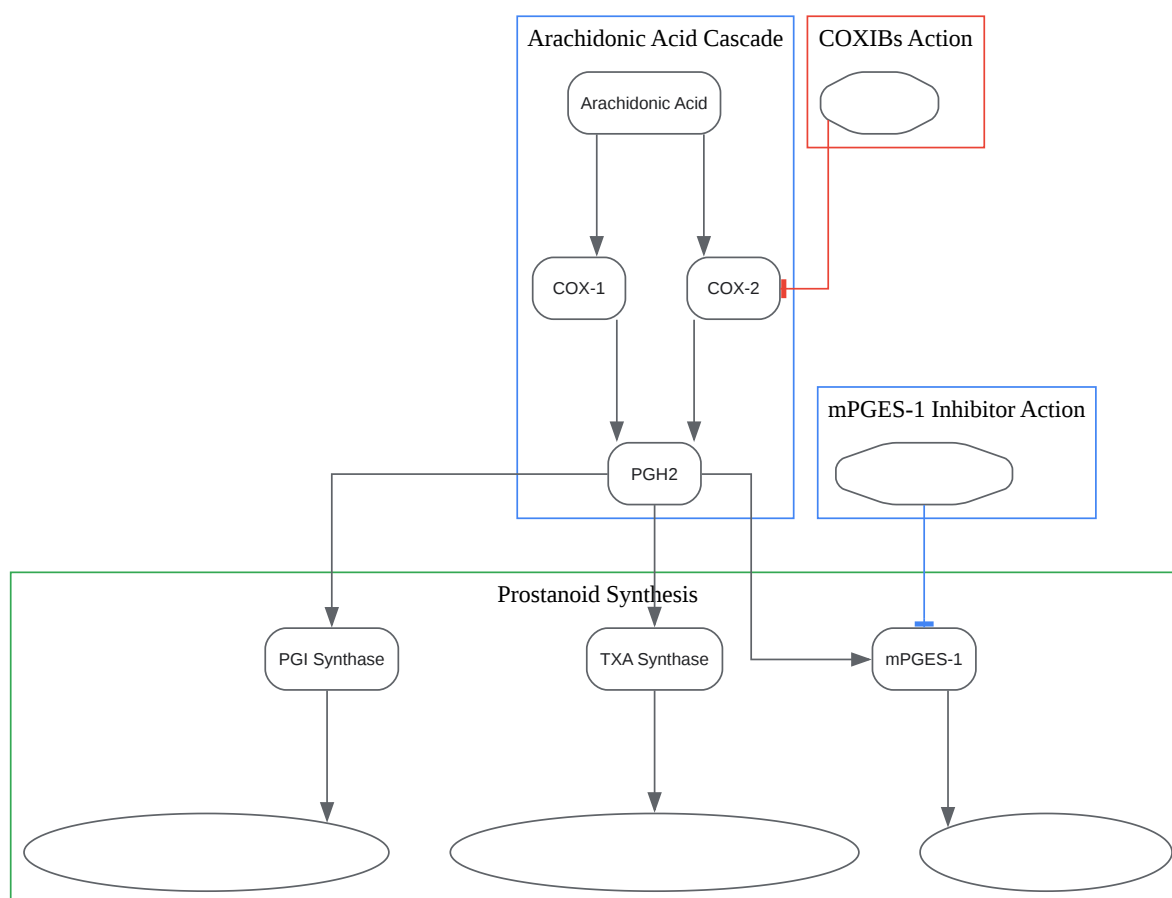 Arachidonic Acid Cascade
COXIBs Action
Arachidonic Acid
COX-1
COX-2
mPGES-1 Inhibitor Action
PGH2
Prostanoid Synthesis
PGI Synthase
TXA Synthase
mPGES-1